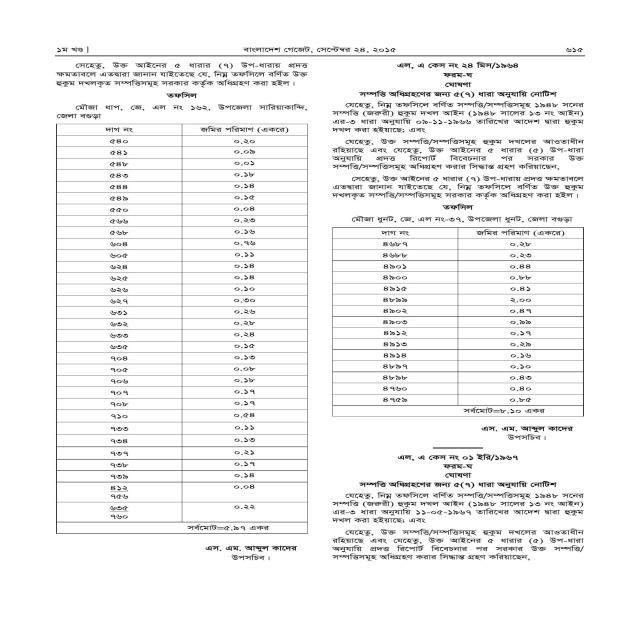 ১ম খণ্ড ]
বাংলাদেশ গেজেট, সেপ্টেম্বর ২৪, ২০১৫
৬১৫
সেহেতু, উক্ত আইনের ৫ ধারার (৭) উপ-ধারায় প্রদত্ত
ক্ষমতাবলে এতদ্বারা জানান যাইতেছে যে, নিম্ন তফসিলে বর্ণিত উক্ত
হুকুম দখলকৃত সম্পত্তিসমূহ সরকার কর্তৃক অধিগ্রহণ করা হইল।
তফসিল
মৌজা ধাপ, জে, এল নং ১৬২, উপজেলা সারিয়াকান্দি,
জেলা বগুড়া
দাগ নং জমির পরিমাণ (একরে)
৫৪০ ০.২০
৫৪১ ০.০৯
৫৪৮ ০.০১
৫৪৩ ০.১৮
৫৪৪ ০.১৪
৫৪৯ ০.১৫
৫৫০ ০.০৪
৫৬৬ ০.২৩
৫৬৮ ০.১৬
৬০৪ ০.৭৬
৬০৫ ০.১১
৬২৪ ০.১৪
৬২৫ ০.১৪
৬২৬ ০.১০
৬২৭ ০.৩০
৬৩১ ০.২৬
৬৩২ ০.২৮
৬৩৩ ০.২৪
৬৩৫ ০.১৫
৭০৪ ০.১৩
৭০৫ ০.০৮
৭০৬ ০.১৮
৭০৭ ০.১৭
৭০৮ ০.১৭
৭১০ ০.৫৪
৭৩৩ ০.১১
৭৩৪ ০.১৩
৭৩৭ ০.২১
৭৩৮ ০.১৭
৭৩৯ ০.১৪
৪১২ ০.০৪
৭৫৬
৬৩৫ ০.২২
৭৬০
সর্বমোট=৫.৯৭ একর
এস. এম. আব্দুল কাদের
উপসচিব।
এল, এ কেস নং ২৪ মিস/১৯৬৪
ফরম-ঘ
ঘোষণা
সম্পত্তি অধিগ্রহণের জন্য ৫(৭) ধারা অনুযায়ি নোটিশ
যেহেতু, নিম্ন তফসিলে বর্ণিত সম্পত্তি/সম্পত্তিসমূহ ১৯৪৮ সনের
সম্পত্তি (জরুরী) হুকুম দখল আইন (১৯৪৮ সালের ১৩ নং আইন)
এর-৩ ধারা অনুযায়ি ০৯-১১-১৯৬৬ তারিখের আদেশ দ্বারা হুকুম
দখল করা হইয়াছে; এবং
যেহেতু, উক্ত সম্পত্তি/সম্পত্তিসমূহ হুকুম দখলের আওতাধীন
রহিয়াছে এবং যেহেতু, উক্ত আইনের ৫ ধারার (৫) উপ-ধারা
অনুযায়ি প্রদত্ত রিপোর্ট বিবেচনার পর সরকার উক্ত
সম্পত্তি/সম্পত্তিসমূহ অধিগ্রহণ করার সিদ্ধান্ত গ্রহণ করিয়াছেন,
সেহেতু, উক্ত আইনের ৫ ধারার (৭) উপ-ধারায় প্রদত্ত ক্ষমতাবলে
এতদ্বারা জানান যাইতেছে যে, নিম্ন তফসিলে বর্ণিত উক্ত হুকুম
দখলকৃত সম্পত্তি/সম্পত্তিসমূহ সরকার কর্তৃক অধিগ্রহণ করা হইল।
তফসিল
মৌজা ধুনট, জে, এল নং-৩৭, উপজেলা ধুনট, জেলা বগুড়া
দাগ নং জমির পরিমাণ (একরে)
৪৬৮৭ ০.২৮
৪৬৮৮ ০.২৩
৪৯০১ ০.৪৪
৪৯০০ ০.৮৮
৪৯১৫ ০.৪১
৪৮৯৯ ২.০০
৪৯০২ ০.৪৭
৪৯০৩ ০.৯৯
৪৯১২ ০.১৭
৪৯১৩ ০.২৯
৪৯১৪ ০.১৬
৪৮৯৭ ০.১০
৪৮৯৮ ০.৪৩
৪৭৬০ ০.৪০
৪৭৫৯ ০.৮৫
সর্বমোট=৮.১০ একর
এস. এম. আব্দুল কাদের
উপসচিব।
এল, এ কেস নং ০১ ইরি/১৯৬৭
ফরম-ঘ
ঘোষণা
সম্পত্তি অধিগ্রহণের জন্য ৫(৭) ধারা অনুযায়ি নোটিশ
যেহেতু, নিম্ন তফসিলে বর্ণিত সম্পত্তি/সম্পত্তিসমূহ ১৯৪৮ সনের
সম্পত্তি (জরুরী) হুকুম দখল আইন (১৯৪৮ সালের ১৩ নং আইন)
এর-৩ ধারা অনুযায়ি ১১-০৫-১৯৬৭ তারিখের আদেশ দ্বারা হুকুম
দখল করা হইয়াছে; এবং
যেহেতু, উক্ত সম্পত্তি/সম্পত্তিসমূহ হুকুম দখলের আওতাধীন
রহিয়াছে এবং যেহেতু, উক্ত আইনের ৫ ধারার (৫) উপ-ধারা
অনুযায়ি প্রদত্ত রিপোর্ট বিবেচনার পর সরকার উক্ত সম্পত্তি/
সম্পত্তিসমূহ অধিগ্রহণ করার সিদ্ধান্ত গ্রহণ করিয়াছেন,